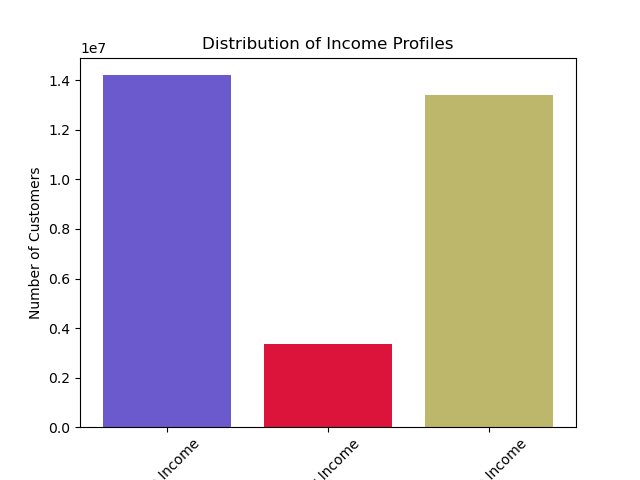 Distribution of Income Profiles
1e7
1.4
1.2
1.0
0.8
0.6
0.4
0.2
0.0
Number of Customers
Income
Income
Income